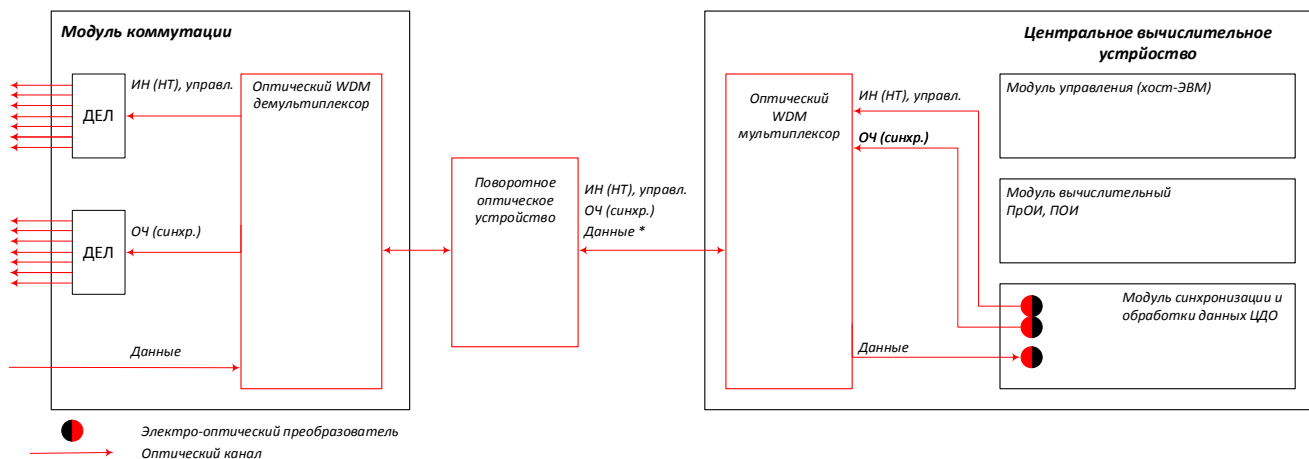 Модуль коммутации
ДЕЛ
ИН (НТ), управл.
Оптический WDM
демультиплексор
ДЕЛ
ОЧ (синхр.)
Данные
Поворотное
оптическое
устройство
ИН (НТ), управл.
ОЧ (синхр.)
Данные *
Центральное вычислительное
устрйоство
Оптический
WDM
мультиплексор
ИН (НТ), управл.
ОЧ (синхр.)
Данные
Модуль управления (хост-ЭВМ)
Модуль вычислительный
ПрОИ, ПОИ
Модуль синхронизации и
обработки данных ЦДО
Электро-оптический преобразователь
Оптический канал